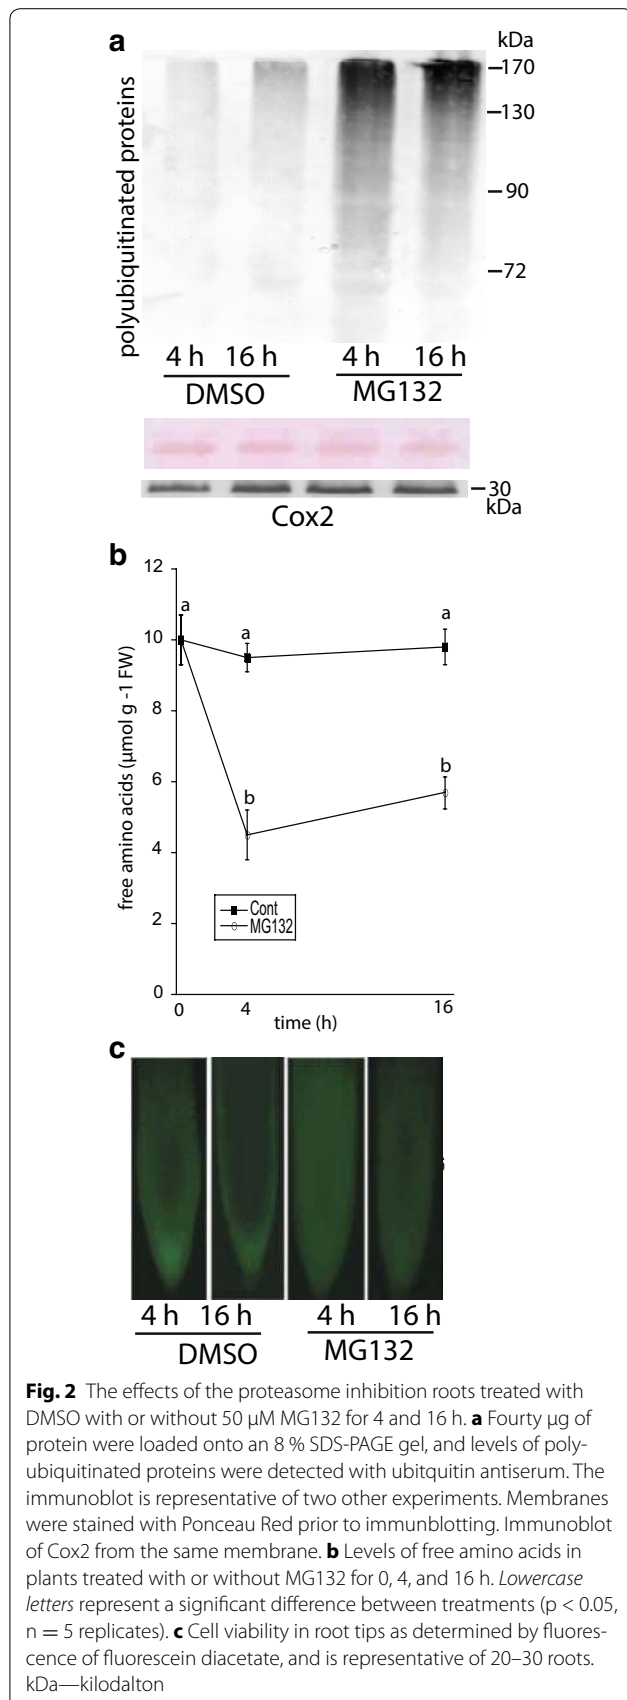 a
kDa
polyubiquitinated proteins
170
130
90
72
4 h 16 h 4 h 16 h
DMSO MG132
30
kDa
Cox2
b
free amino acids (µmol g -1 FW)
12
10
8
6
4
2
0
a
a
a
b
b
Cont
MG132
0 4 16
time (h)
c
4 h 16 h 4 h 16 h
DMSO MG132
Fig. 2 The effects of the proteasome inhibition roots treated with
DMSO with or without 50 µM MG132 for 4 and 16 h. a Fourty µg of
protein were loaded onto an 8 % SDS-PAGE gel, and levels of poly-
ubiquitinated proteins were detected with ubitquitin antiserum. The
immunoblot is representative of two other experiments. Membranes
were stained with Ponceau Red prior to immunblotting. Immunoblot
of Cox2 from the same membrane. b Levels of free amino acids in
plants treated with or without MG132 for 0, 4, and 16 h. Lowercase
letters represent a significant difference between treatments (p < 0.05,
n = 5 replicates). c Cell viability in root tips as determined by fluores-
cence of fluorescein diacetate, and is representative of 20–30 roots.
kDa—kilodalton